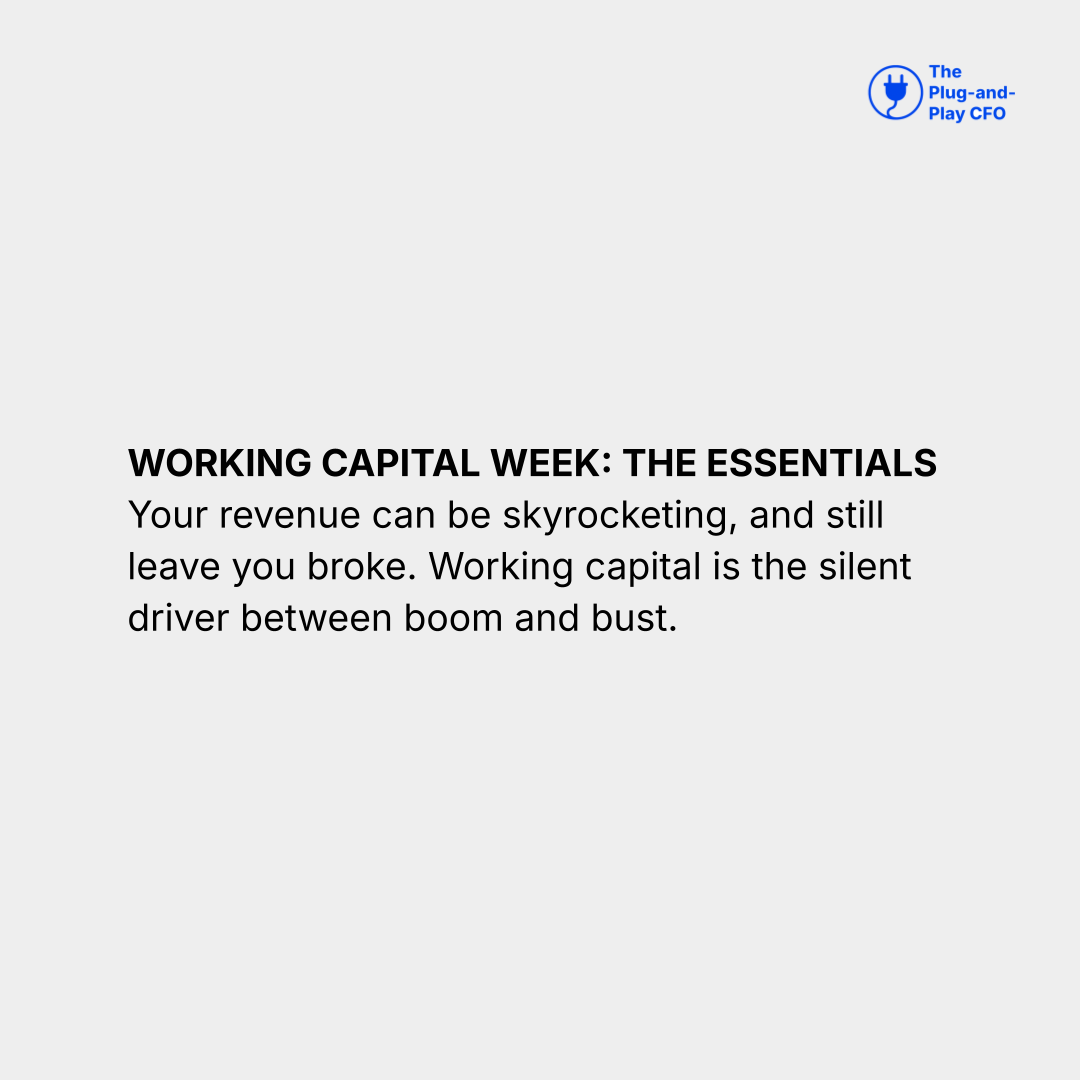 The
Plug-and-
Play CFO
WORKING CAPITAL WEEK: THE ESSENTIALS
Your revenue can be skyrocketing, and still
leave you broke. Working capital is the silent
driver between boom and bust.